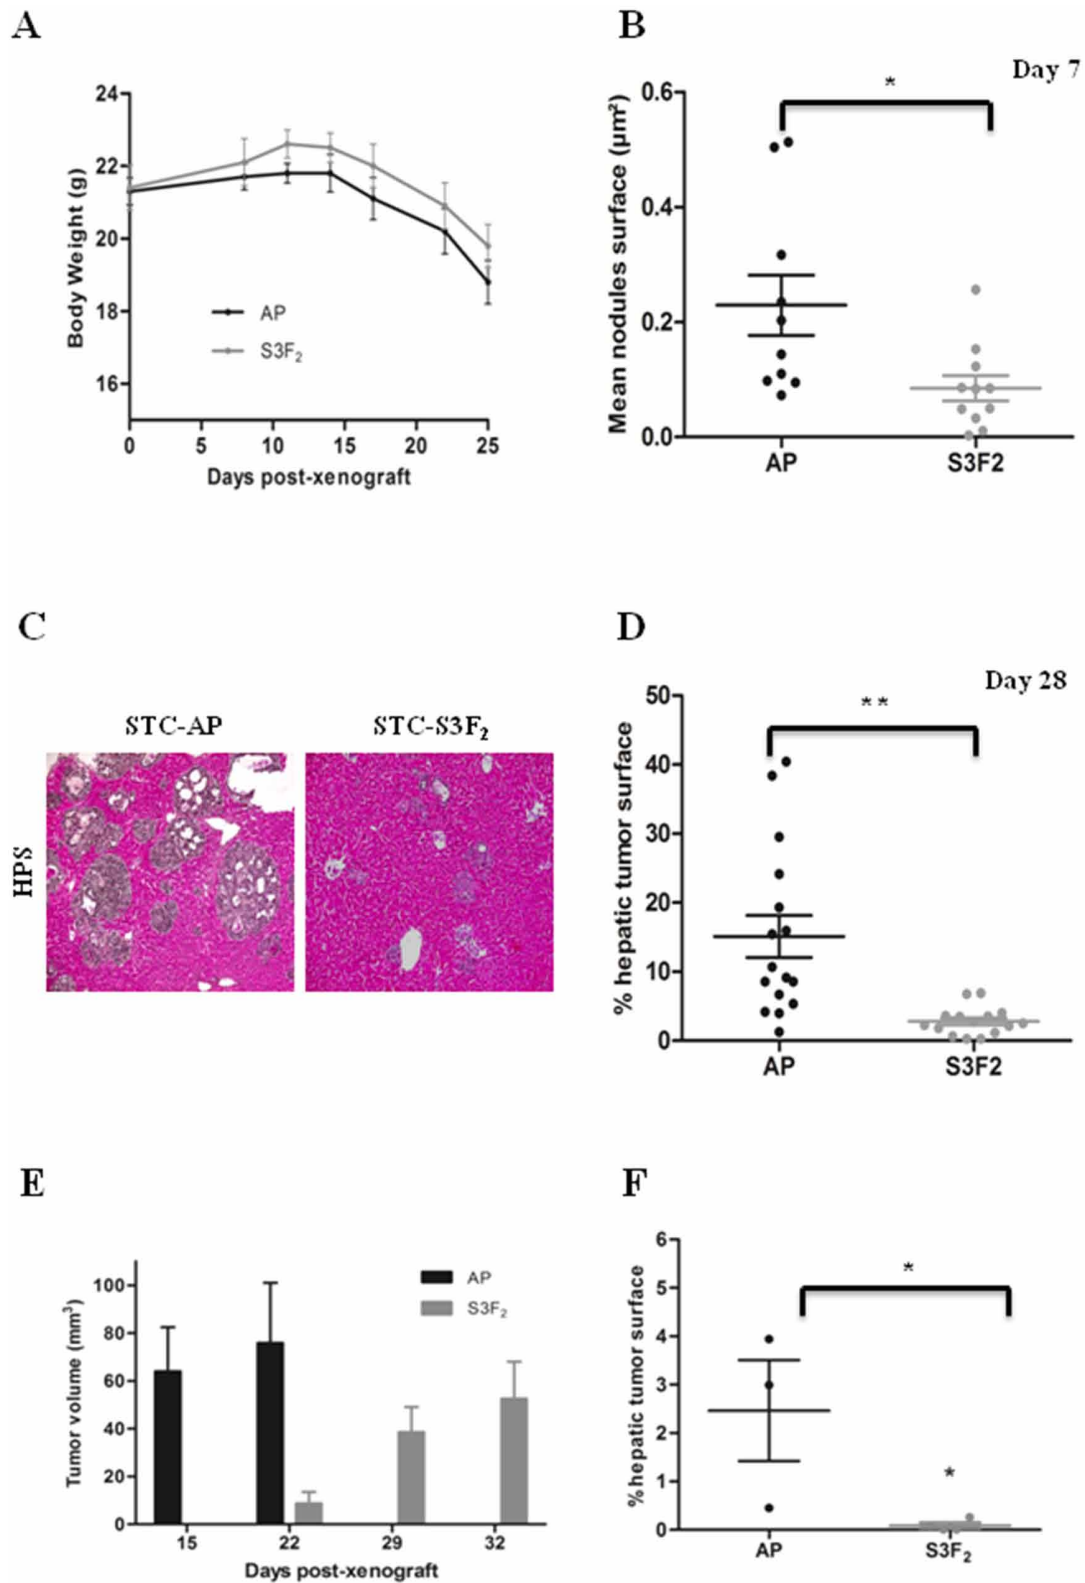 A
24
22
20
18
16
Body Weight (g)
AP
S3F₂
0 5 10 15 20 25
Days post-xenograft
B
Day 7
*
0.6
0.4
0.2
0.0
Mean nodules surface (µm²)
AP S3F2
C
STC-AP STC-S3F₂
HPS
D
Day 28
**
50
40
30
20
10
0
% hepatic tumor surface
AP S3F2
E
100
80
60
40
20
0
Tumor volume (mm³)
AP
S3F₂
15 22 29 32
Days post-xenograft
F
6
5
4
3
2
1
0
% hepatic tumor surface
*
*
AP S3F₂